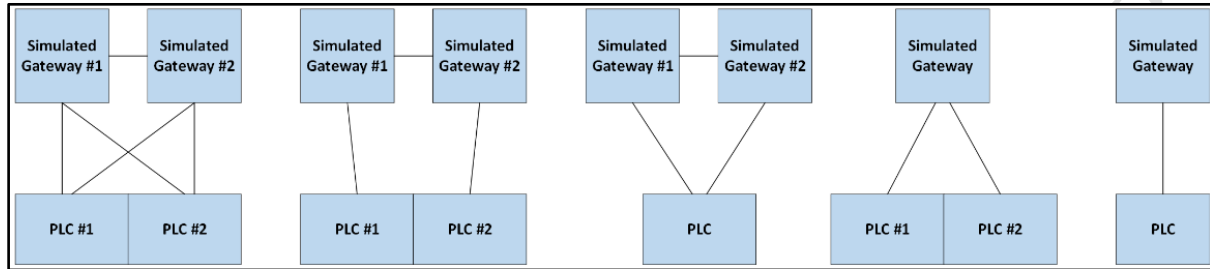 Simulated
Gateway #1
Simulated
Gateway #2
Simulated
Gateway #1
Simulated
Gateway #2
Simulated
Gateway #1
Simulated
Gateway #2
Simulated
Gateway
Simulated
Gateway
PLC #1
PLC #2
PLC #1
PLC #2
PLC
PLC #1
PLC #2
PLC